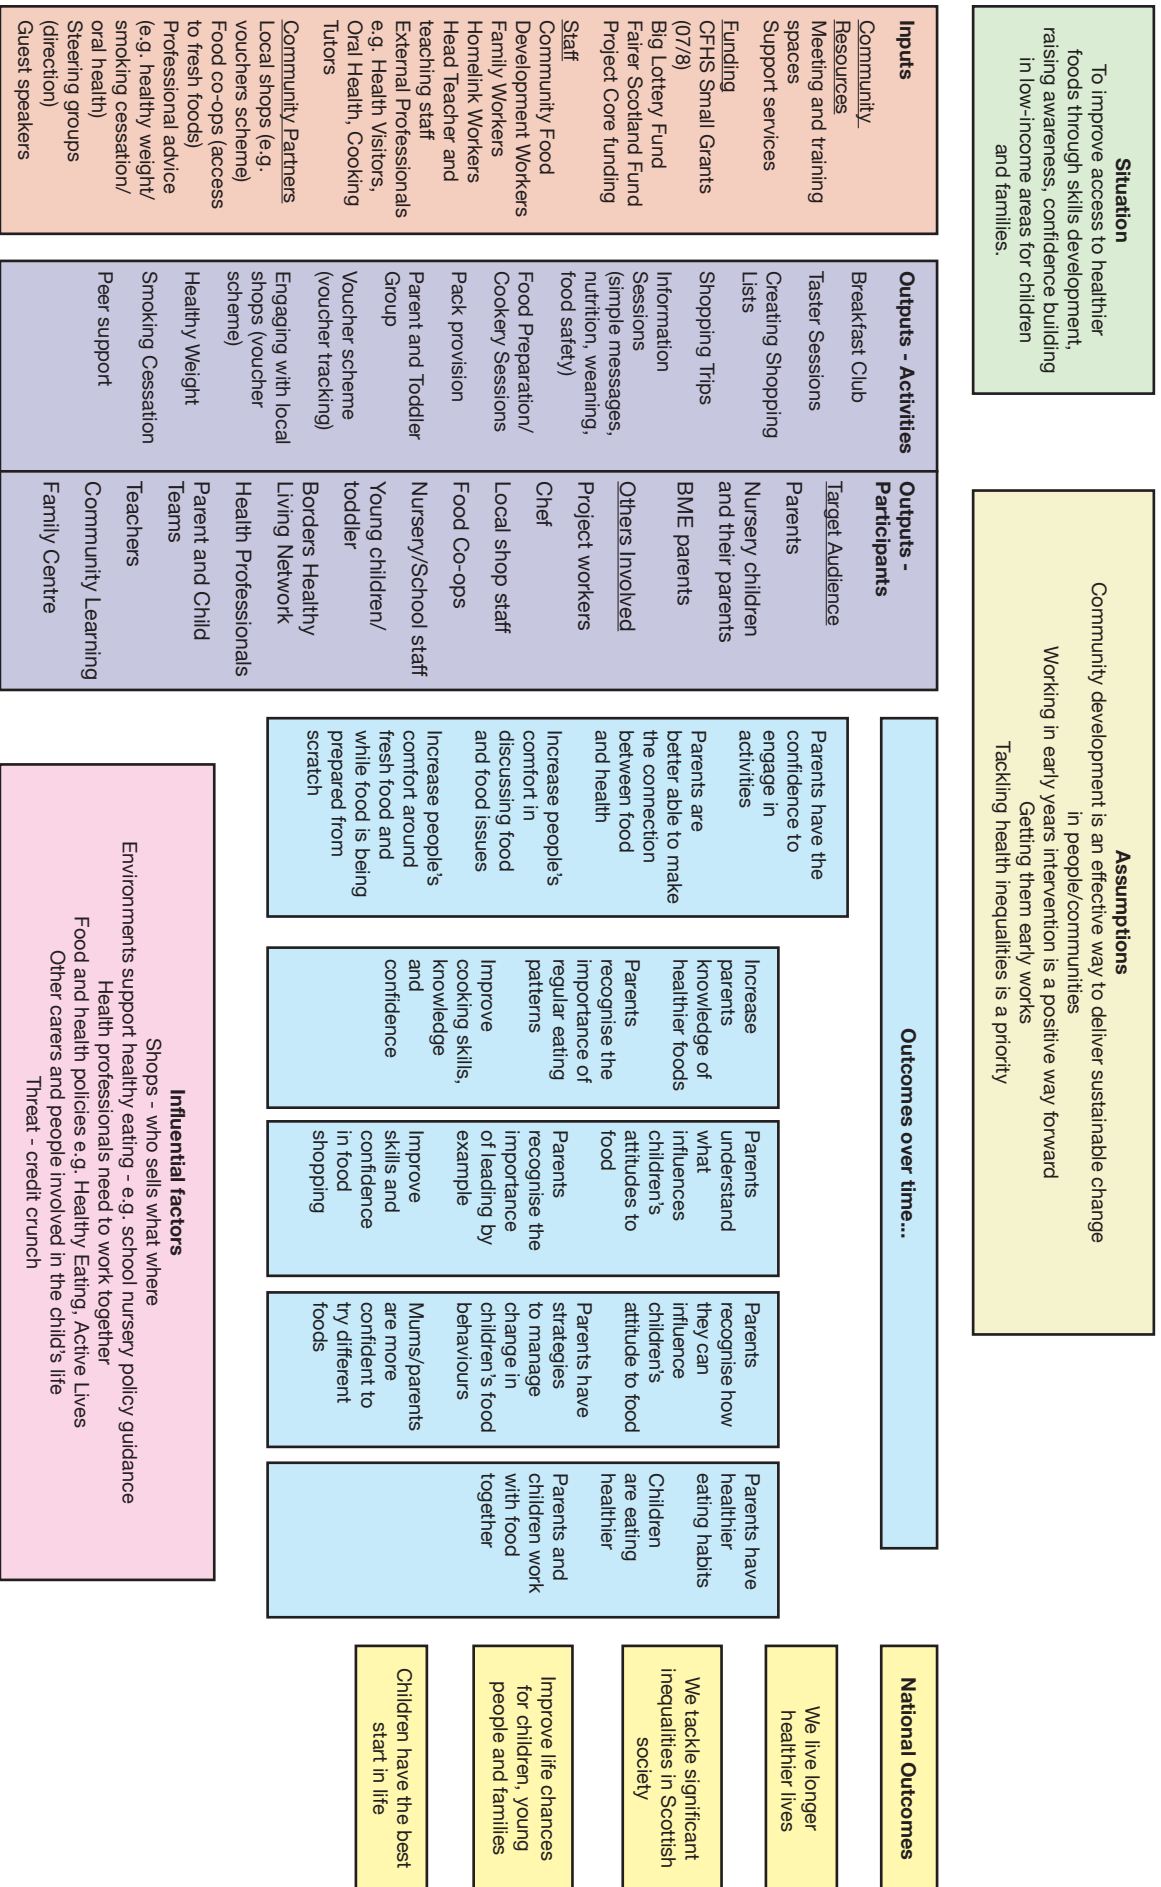 Situation
To improve access to healthier
foods through skills development,
raising awareness, confidence building
in low-income areas for children
and families.
Assumptions
Community development is an effective way to deliver sustainable change
in people/communities
Working in early years intervention is a positive way forward
Getting them early works
Tackling health inequalities is a priority
Inputs
Community
Resources
Meeting and training
spaces
Support services
Funding
CFHS Small Grants
(07/8)
Big Lottery Fund
Fairer Scotland Fund
Project Core funding
Staff
Community Food
Development Workers
Family Workers
Homelink Workers
Head Teacher and
teaching staff
External Professionals
e.g. Health Visitors,
Oral Health, Cooking
Tutors
Community Partners
Local shops (e.g.
vouchers scheme)
Food co-ops (access
to fresh foods)
Professional advice
(e.g. healthy weight/
smoking cessation/
oral health)
Steering groups
(direction)
Guest speakers
Outputs - Activities
Breakfast Club
Taster Sessions
Creating Shopping
Lists
Shopping Trips
Information
Sessions
(simple messages,
nutrition, weaning,
food safety)
Food Preparation/
Cookery Sessions
Pack provision
Parent and Toddler
Group
Voucher scheme
(voucher tracking)
Engaging with local
shops (voucher
scheme)
Healthy Weight
Smoking Cessation
Peer support
Outputs -
Participants
Target Audience
Parents
Nursery children
and their parents
BME parents
Others Involved
Project workers
Chef
Local shop staff
Food Co-ops
Nursery/School staff
Young children/
toddler
Borders Healthy
Living Network
Health Professionals
Parent and Child
Teams
Teachers
Community Learning
Family Centre
Outcomes over time...
Parents have the
confidence to
engage in
activities
Parents are
better able to make
the connection
between food
and health
Increase people's
comfort in
discussing food
and food issues
Increase people's
comfort around
fresh food and
while food is being
prepared from
scratch
Increase
parents
knowledge of
healthier foods
Parents
recognise the
importance of
regular eating
patterns
Improve
cooking skills,
knowledge
and
confidence
Parents
understand
what
influences
children's
attitudes to
food
Parents
recognise the
importance
of leading by
example
Improve
skills and
confidence
in food
shopping
Parents
recognise how
they can
influence
children's
attitude to food
Parents have
strategies
to manage
change in
children's food
behaviours
Mums/parents
are more
confident to
try different
foods
Parents have
healthier
eating habits
Children
are eating
healthier
Parents and
children work
with food
together
National Outcomes
We live longer
healthier lives
We tackle significant
inequalities in Scottish
society
Improve life chances
for children, young
people and families
Children have the best
start in life
Influential factors
Shops - who sells what where
Environments support healthy eating - e.g. school nursery policy guidance
Health professionals need to work together
Food and health policies e.g. Healthy Eating, Active Lives
Other carers and people involved in the child's life
Threat - credit crunch